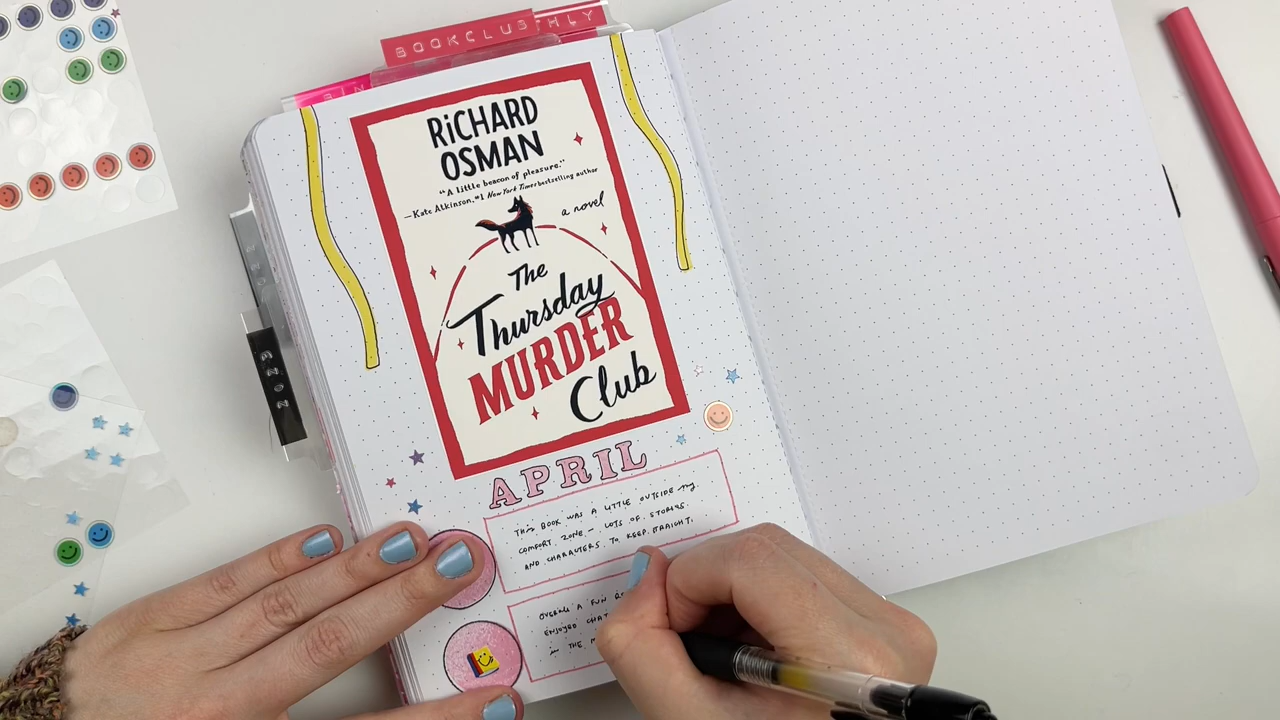 BOOKCLUB
HLY
RiCHARD
OSMAN
"A little beacon of pleasure."
—Kate Atkinson, #1 New York Times bestselling author
a novel
The
Thursday
MURDER
Club
APRIL
THIS BOOK WAS A LITTLE OUTSIDE MY
COMFORT ZONE - LOTS OF STORIES
AND CHARACTERS TO KEEP STRAIGHT.
OVERALL A FUN
ENJOYED
IN THE